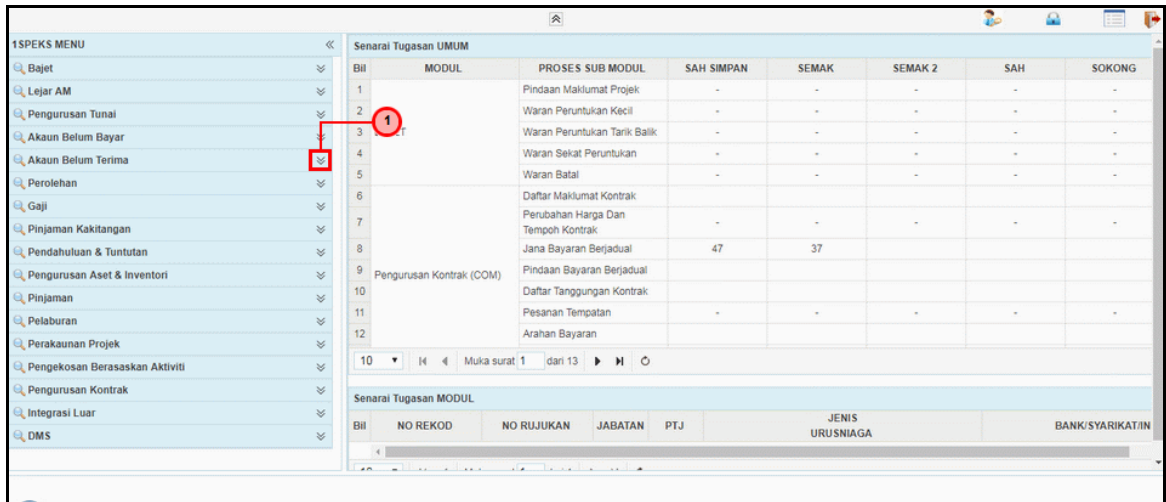 1SPEKS MENU
Bajet
Lejar AM
Pengurusan Tunai
Akaun Belum Bayar
Akaun Belum Terima
Perolehan
Gaji
Pinjaman Kakitangan
Pendahuluan & Tuntutan
Pengurusan Aset & Inventori
Pinjaman
Pelaburan
Perakaunan Projek
Pengekosan Berasaskan Aktiviti
Pengurusan Kontrak
Integrasi Luar
DMS
1
Senarai Tugasan UMUM
Bil MODUL PROSES SUB MODUL SAH SIMPAN SEMAK SEMAK 2 SAH SOKONG
1 Pindaan Maklumat Projek - - - - -
2 Waran Peruntukan Kecil - - - - -
3 Waran Peruntukan Tarik Balik - - - - -
4 Waran Sekat Peruntukan - - - - -
5 Waran Batal - - - - -
6 Daftar Maklumat Kontrak
7 Perubahan Harga Dan
Tempoh Kontrak - - - - -
8 Jana Bayaran Berjadual 47 37
9 Pengurusan Kontrak (COM) Pindaan Bayaran Berjadual
10 Daftar Tanggungan Kontrak
11 Pesanan Tempatan - - - - -
12 Arahan Bayaran
10 Muka surat 1 dari 13
Senarai Tugasan MODUL
Bil NO REKOD NO RUJUKAN JABATAN PTJ JENIS
URUSNIAGA BANK/SYARIKAT/IN